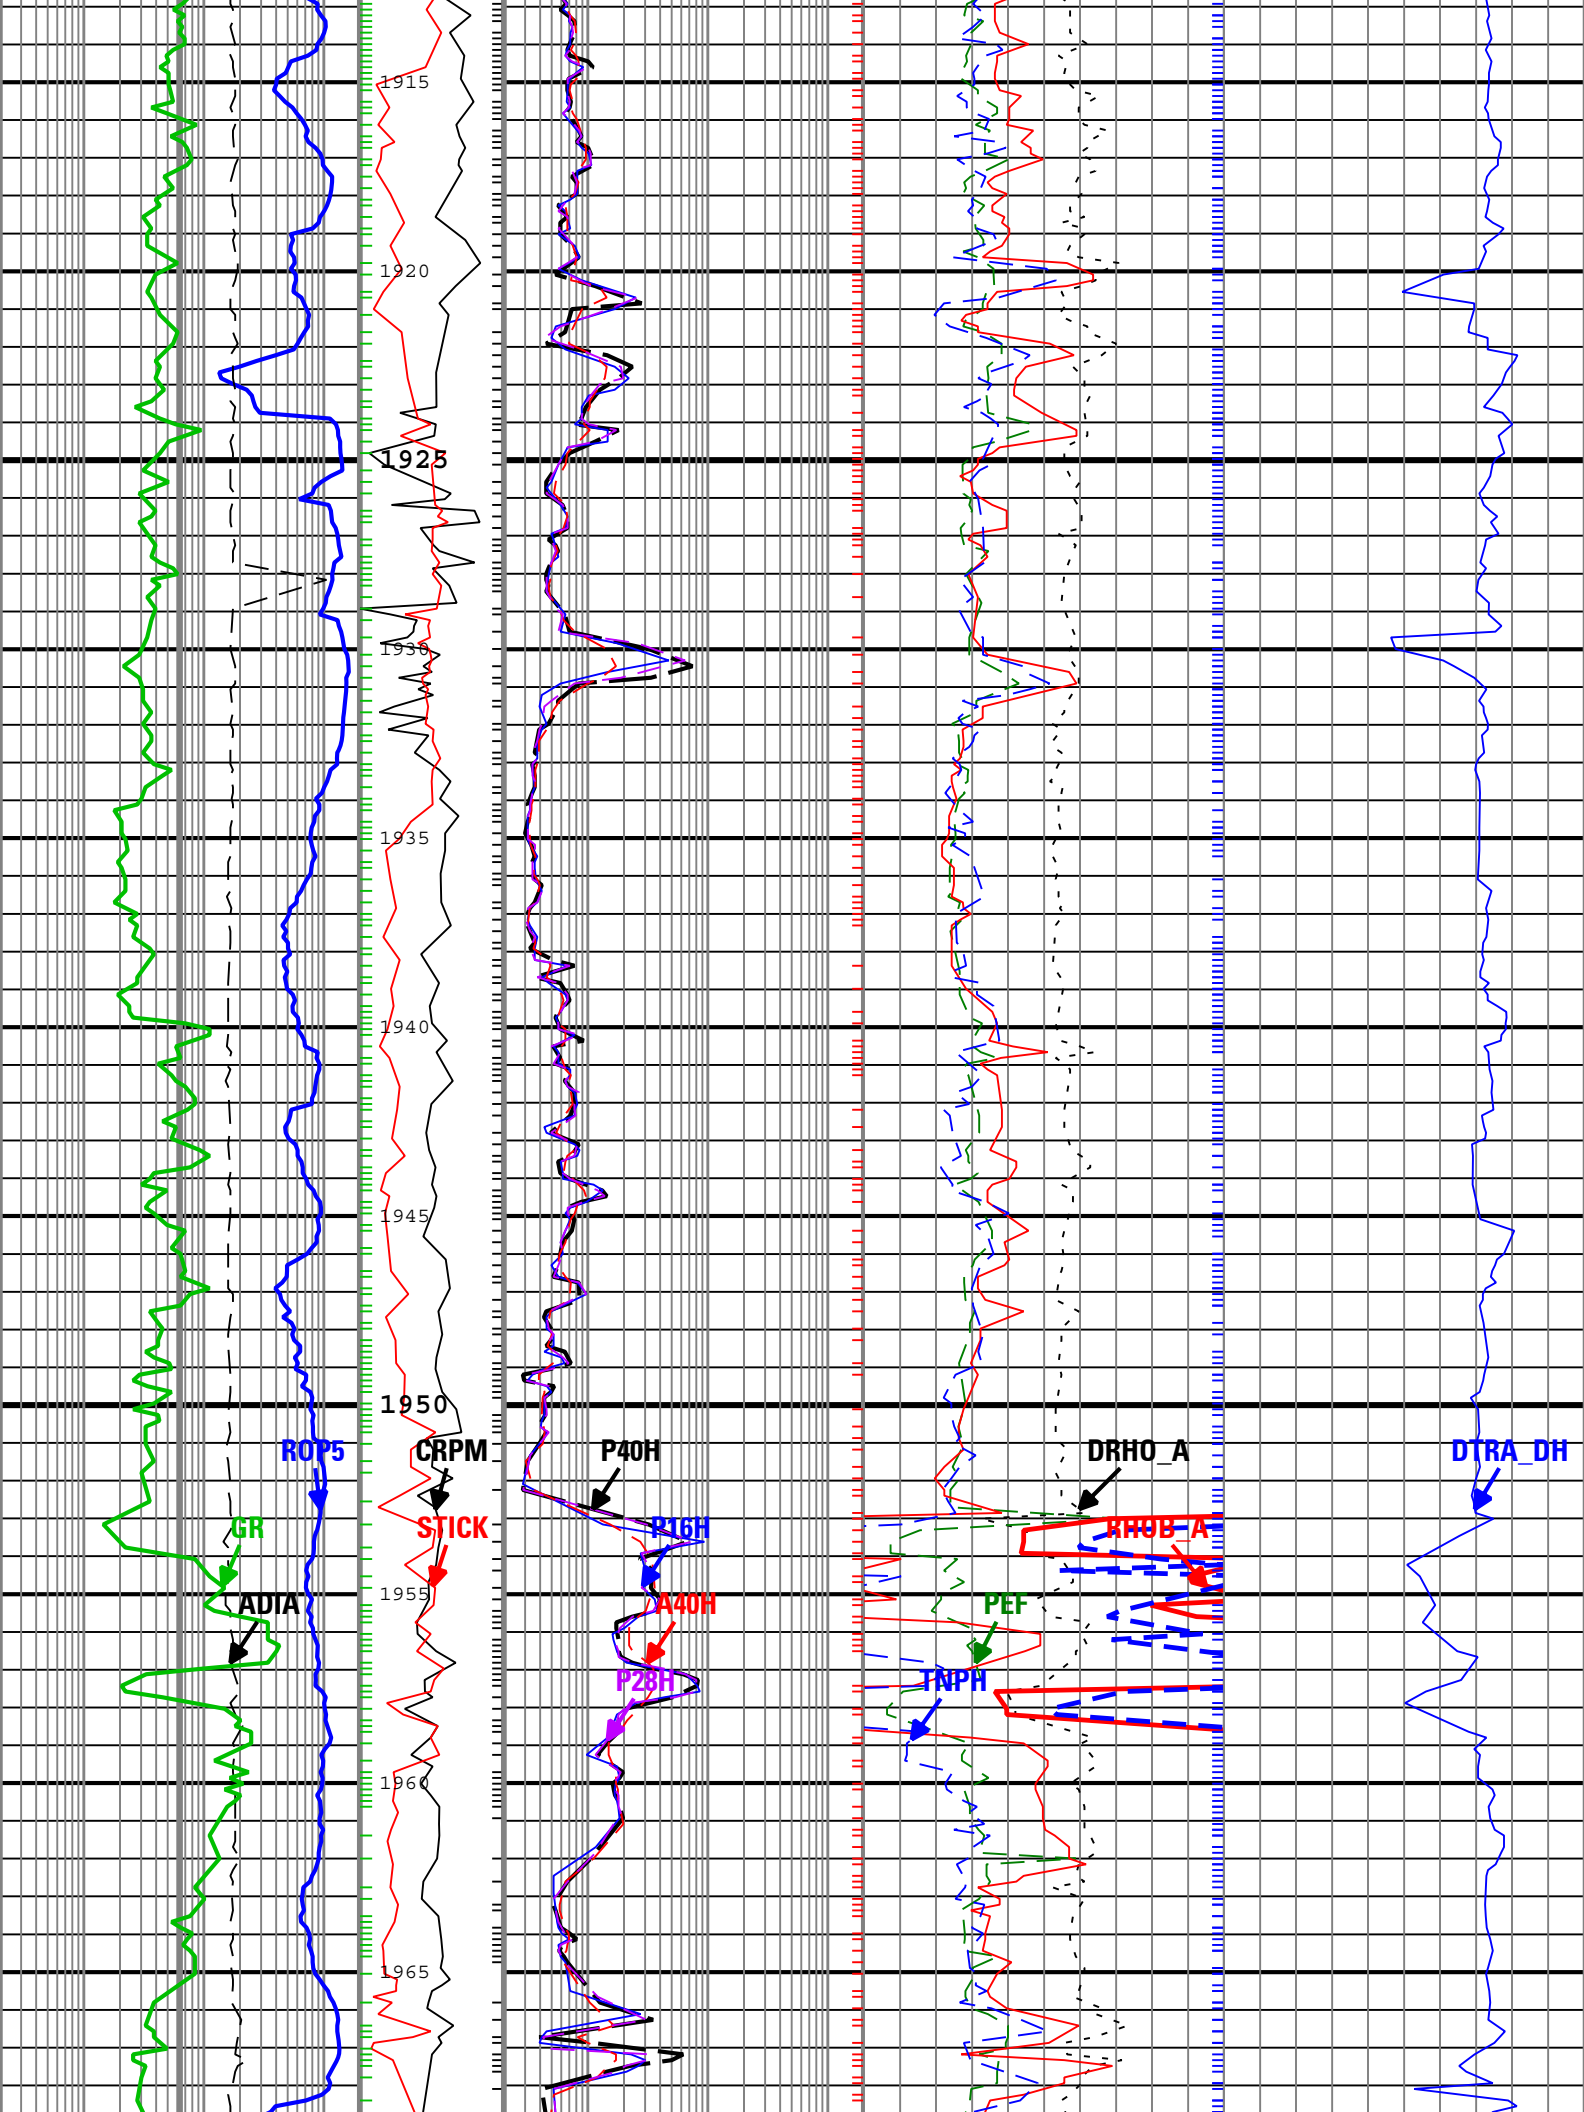 1915
1920
1925
1930
1935
1940
1945
1950
ROP5
CRPM
P40H
DRHO_A
DTRA_DH
GR
STICK
P16H
RHOB_A
1955
ADIA
A40H
PEF
P28H
TNPH
1960
1965